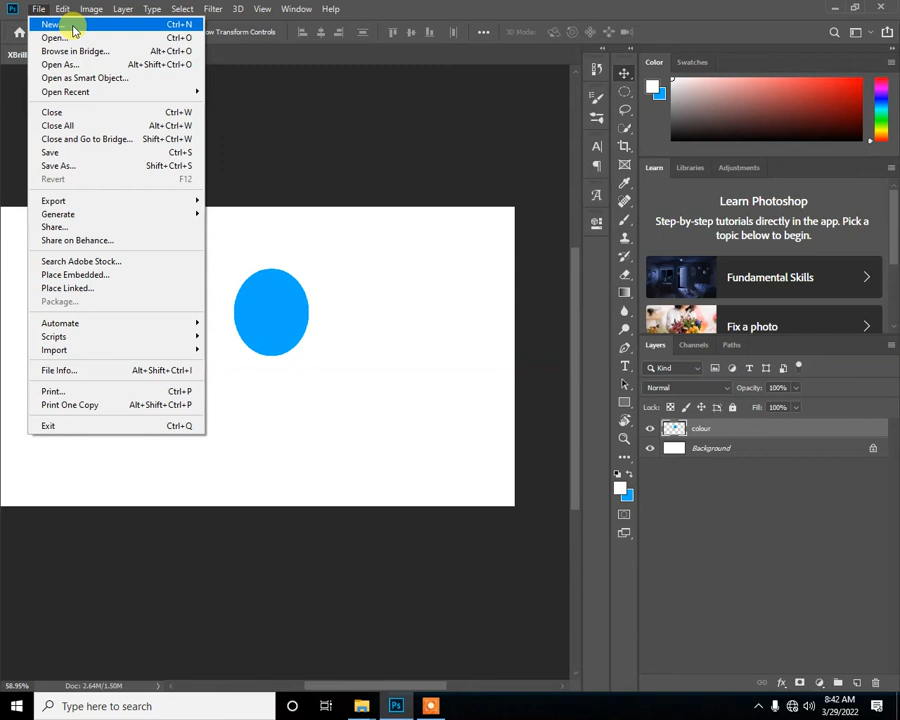 Ps File Edit Image Layer Type Select Filter 3D View Window Help
ow Transform Controls 3D Mode:
XBrill
New... Ctrl+N
Open... Ctrl+O
Browse in Bridge... Alt+Ctrl+O
Open As... Alt+Shift+Ctrl+O
Open as Smart Object...
Open Recent
Close Ctrl+W
Close All Alt+Ctrl+W
Close and Go to Bridge... Shift+Ctrl+W
Save Ctrl+S
Save As... Shift+Ctrl+S
Revert F12
Export
Generate
Share...
Share on Behance...
Search Adobe Stock...
Place Embedded...
Place Linked...
Package...
Automate
Scripts
Import
File Info... Alt+Shift+Ctrl+I
Print... Ctrl+P
Print One Copy Alt+Shift+Ctrl+P
Exit Ctrl+Q
Color Swatches
Learn Libraries Adjustments
Learn Photoshop
Step-by-step tutorials directly in the app. Pick a
topic below to begin.
Fundamental Skills
Fix a photo
Layers Channels Paths
Kind
Normal Opacity: 100%
Lock: Fill: 100%
colour
Background
58.95% Doc: 2.64M/1.50M
Type here to search
Ps
8:42 AM
3/29/2022